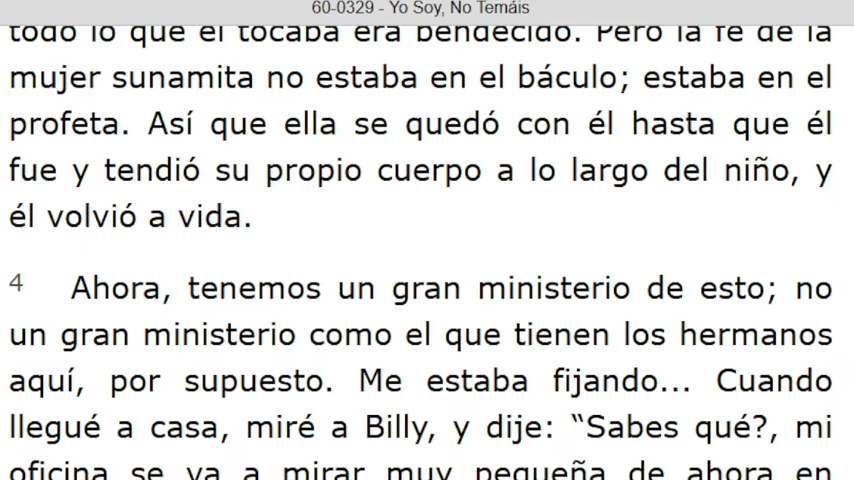 60-0329 - Yo Soy, No Temáis
todo lo que él tocaba era bendecido. Pero la fe de la
mujer sunamita no estaba en el báculo; estaba en el
profeta. Así que ella se quedó con él hasta que él
fue y tendió su propio cuerpo a lo largo del niño, y
él volvió a vida.
4 Ahora, tenemos un gran ministerio de esto; no
un gran ministerio como el que tienen los hermanos
aquí, por supuesto. Me estaba fijando... Cuando
llegué a casa, miré a Billy, y dije: “Sabes qué?, mi
oficina se va a mirar muy pequeña de ahora en